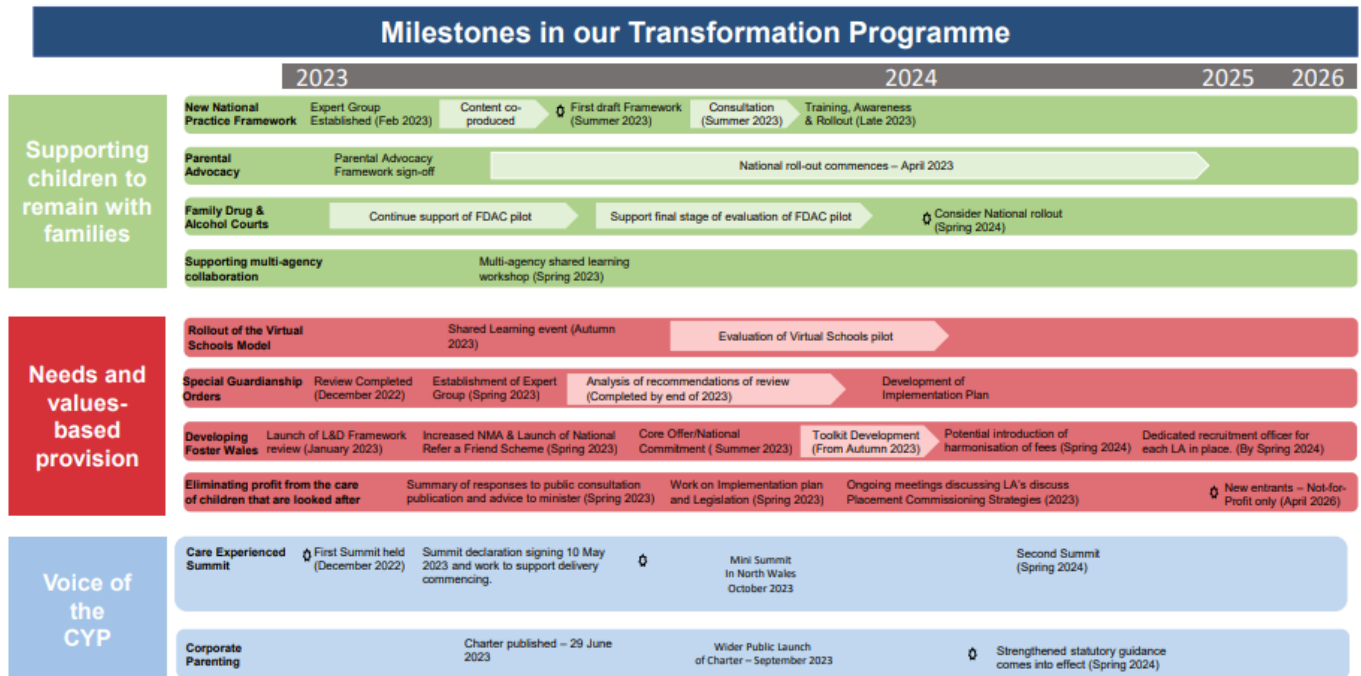 Milestones in our Transformation Programme
2023 2024 2025 2026
Supporting
children to
remain with
families
New National
Practice Framework
Expert Group
Established (Feb 2023)
Content co-
produced
First draft Framework
(Summer 2023)
Consultation
(Summer 2023)
Training, Awareness
& Rollout (Late 2023)
Parental
Advocacy
Parental Advocacy
Framework sign-off
National roll-out commences – April 2023
Family Drug &
Alcohol Courts
Continue support of FDAC pilot
Support final stage of evaluation of FDAC pilot
Consider National rollout
(Spring 2024)
Supporting multi-agency
collaboration
Multi-agency shared learning
workshop (Spring 2023)
Needs and
values-
based
provision
Rollout of the Virtual
Schools Model
Shared Learning event (Autumn
2023)
Evaluation of Virtual Schools pilot
Special Guardianship
Orders
Review Completed
(December 2022)
Establishment of Expert
Group (Spring 2023)
Analysis of recommendations of review
(Completed by end of 2023)
Development of
Implementation Plan
Developing
Foster Wales
Launch of L&D Framework
review (January 2023)
Increased NMA & Launch of National
Refer a Friend Scheme (Spring 2023)
Core Offer/National
Commitment ( Summer 2023)
Toolkit Development
(From Autumn 2023)
Potential introduction of
harmonisation of fees (Spring 2024)
Dedicated recruitment officer for
each LA in place. (By Spring 2024)
Eliminating profit from the care
of children that are looked after
Summary of responses to public consultation
publication and advice to minister (Spring 2023)
Work on Implementation plan
and Legislation (Spring 2023)
Ongoing meetings discussing LA's discuss
Placement Commissioning Strategies (2023)
New entrants – Not-for-
Profit only (April 2026)
Voice of
the
CYP
Care Experienced
Summit
First Summit held
(December 2022)
Summit declaration signing 10 May
2023 and work to support delivery
commencing.
Mini Summit
In North Wales
October 2023
Second Summit
(Spring 2024)
Corporate
Parenting
Charter published – 29 June
2023
Wider Public Launch
of Charter – September 2023
Strengthened statutory guidance
comes into effect (Spring 2024)